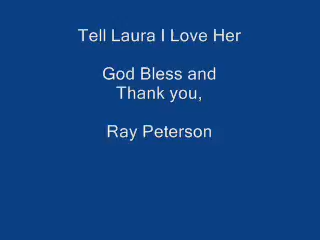 Tell Laura I Love Her
God Bless and
Thank you,
Ray Peterson